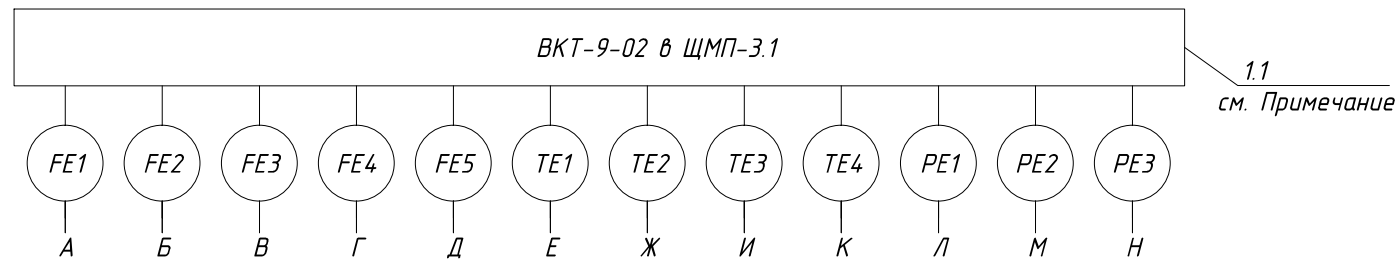 ВКТ-9-02 в ЩМП-3.1
1.1
см. Примечание
FE1 FE2 FE3 FE4 FE5 TE1 TE2 TE3 TE4 PE1 PE2 PE3
А Б В Г Д Е Ж И К Л М Н